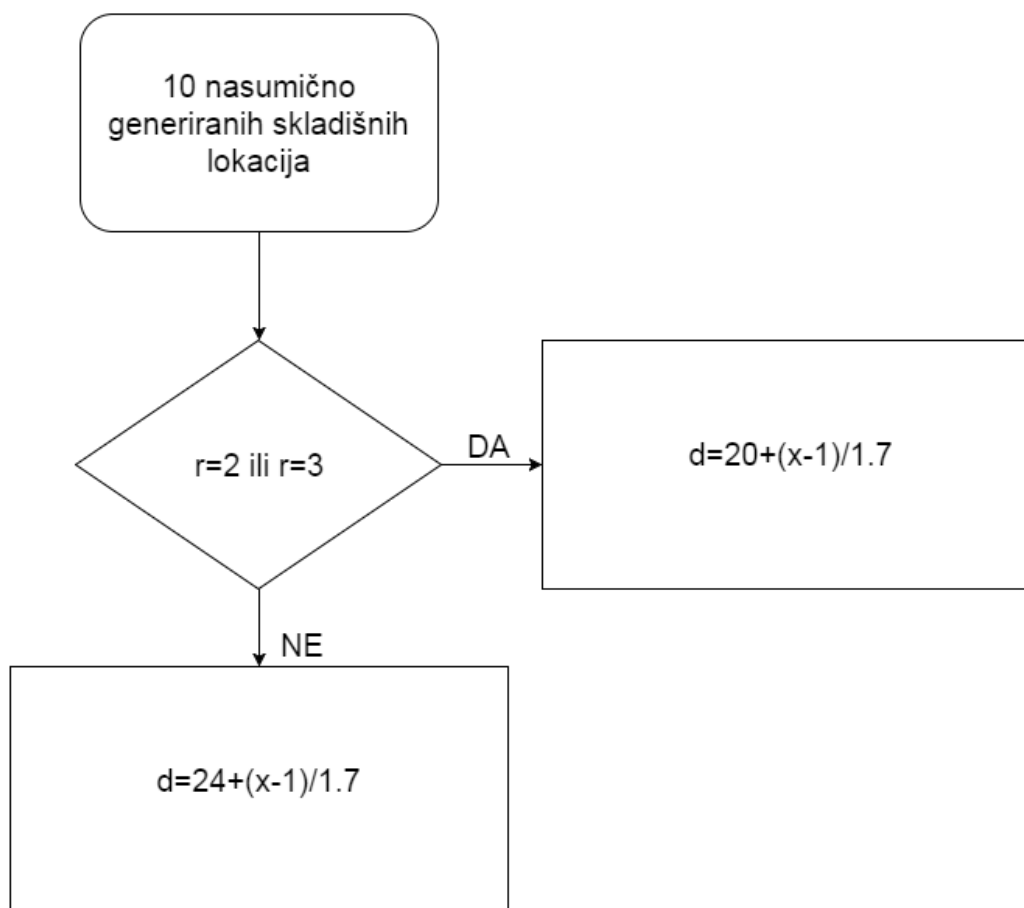 10 nasumično
generiranih skladišnih
lokacija
r=2 ili r=3
DA
d=20+(x-1)/1.7
NE
d=24+(x-1)/1.7